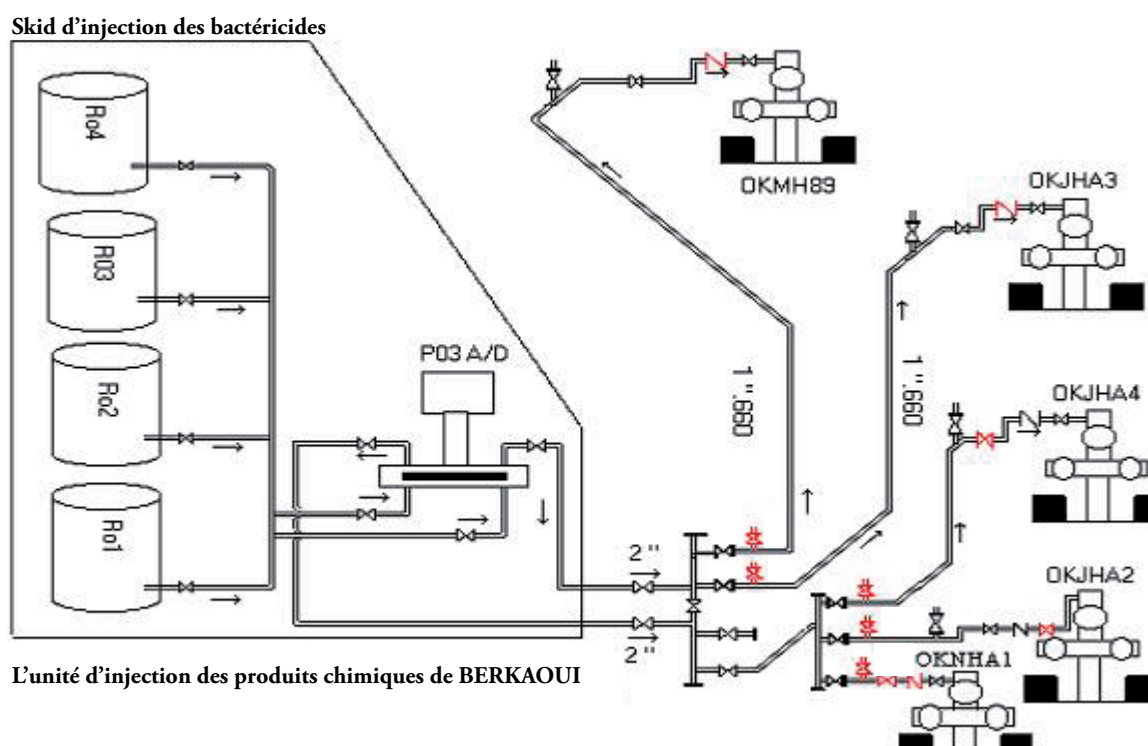 Skid d'injection des bactéricides
Ro4
R03
Ro2
Ro1
P03 A/D
OKMH89
OKJHA3
OKJHA4
OKJHA2
OKNHA1
1".660
1".660
2"
2"
L'unité d'injection des produits chimiques de BERKAOUI